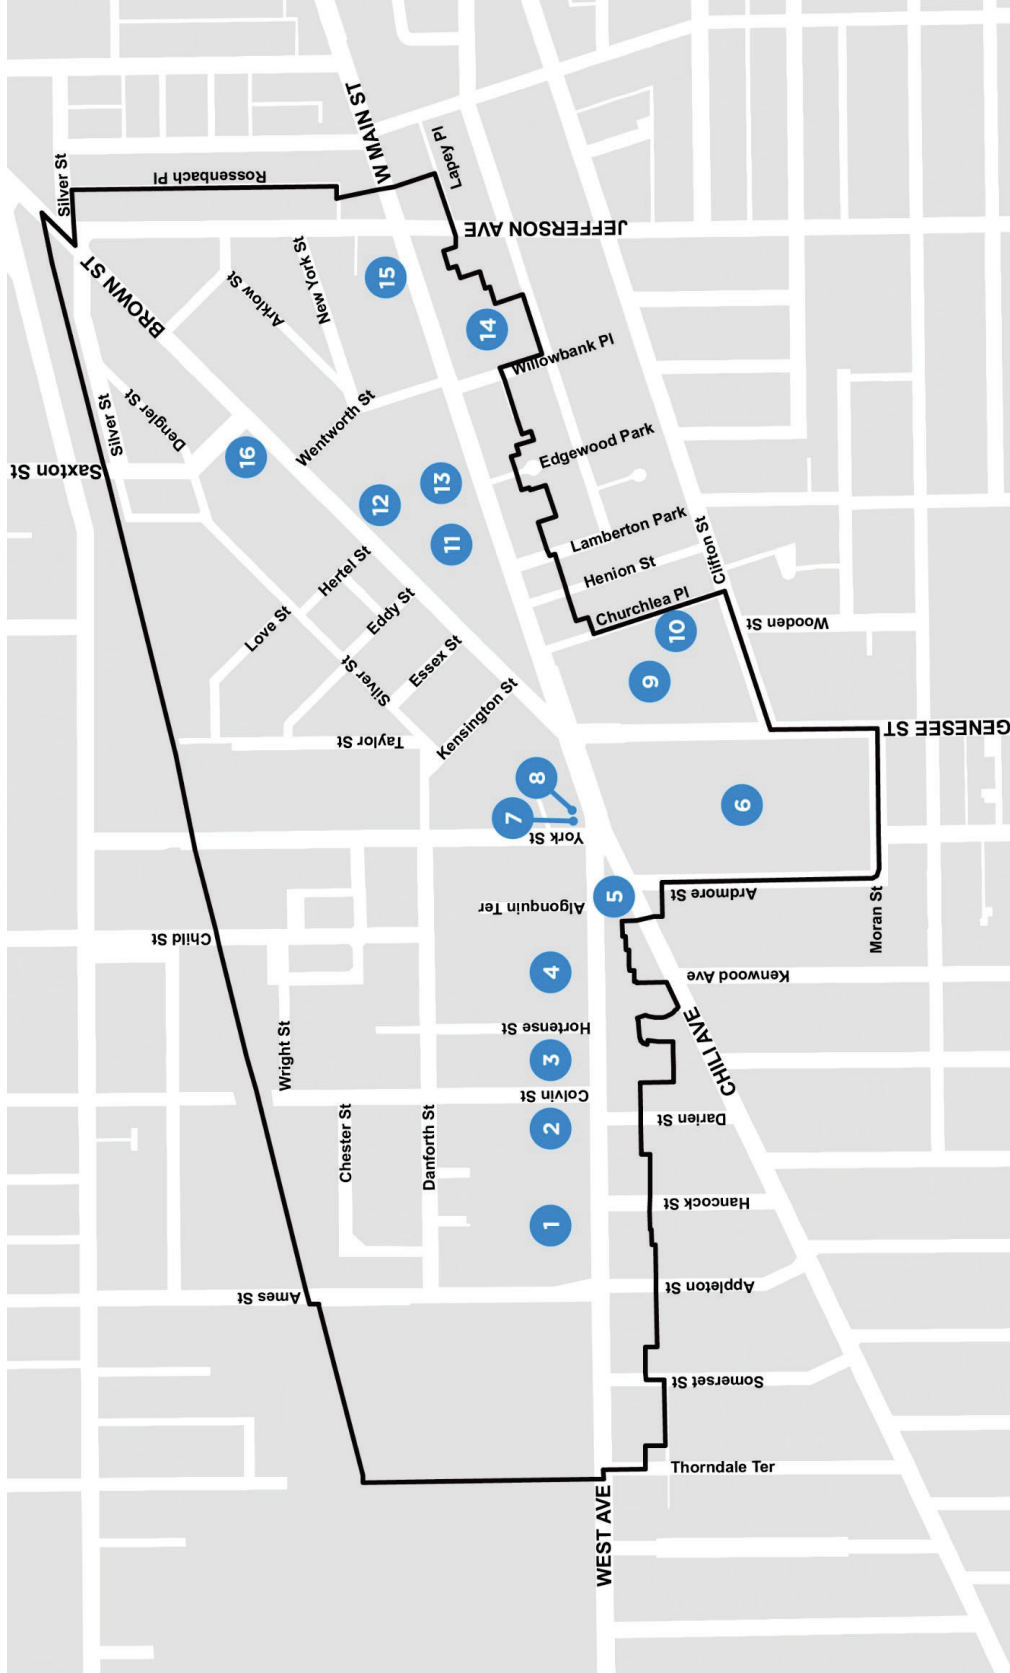 Silver St
Rossenbach Pl
W MAIN ST
Lapey Pl
JEFFERSON AVE
BROWN ST
Arklow St
New York St
15
14
Willowbank Pl
Dengler St
Silver St
Saxton St
16
Wentworth St
Edgewood Park
13
12
11
Lamberton Park
Henion St
Clifton St
Churchlea Pl
10
Wooden St
9
Hertel St
Love St
Eddy St
Silver St
Essex St
Kensington St
Taylor St
GENESEE ST
8
7
6
York St
5
Algonquin Ter
Ardmore St
Moran St
Child St
4
Kenwood Ave
Hortense St
Wright St
3
CHILI AVE
Colvin St
2
Darien St
Chester St
Danforth St
1
Hancock St
Ames St
Appleton St
Somerset St
Thorndale Ter
WEST AVE